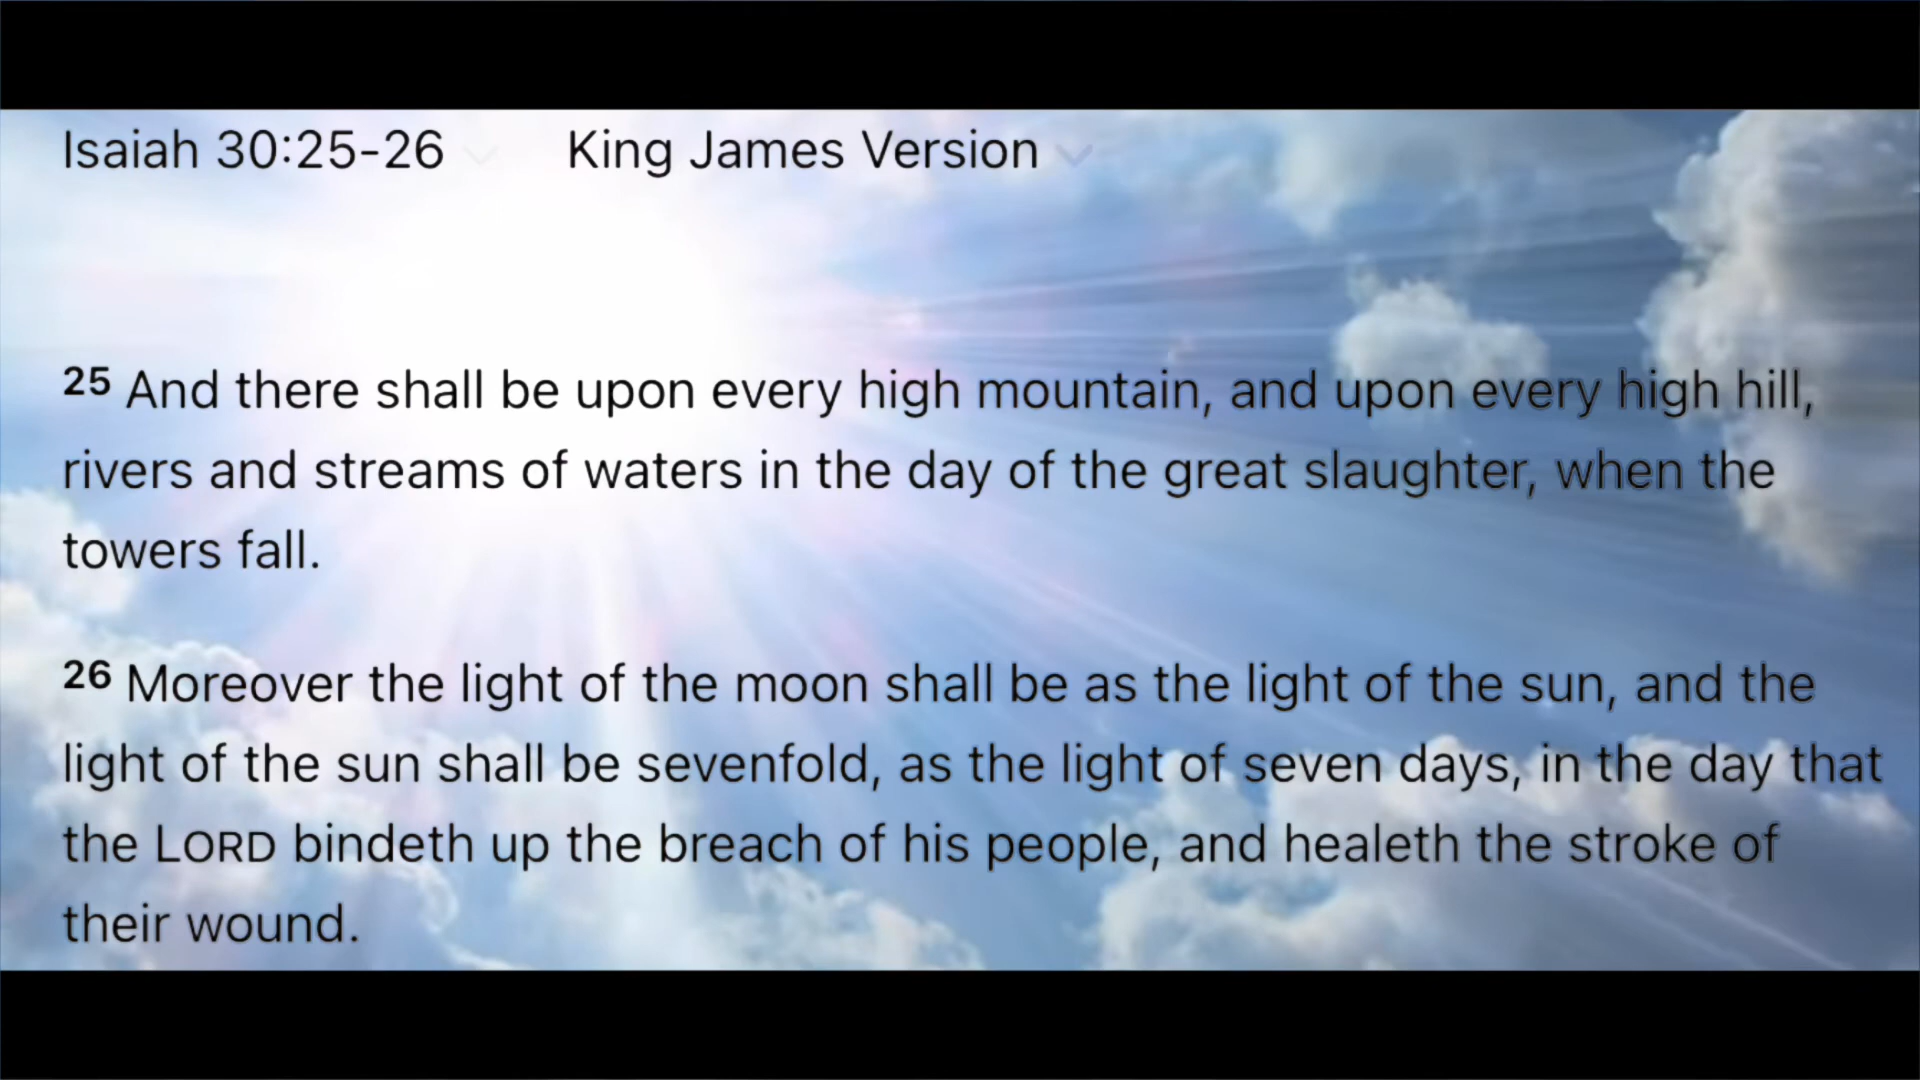 Isaiah 30:25-26 King James Version
25 And there shall be upon every high mountain, and upon every high hill,
rivers and streams of waters in the day of the great slaughter, when the
towers fall.
26 Moreover the light of the moon shall be as the light of the sun, and the
light of the sun shall be sevenfold, as the light of seven days, in the day that
the LORD bindeth up the breach of his people, and healeth the stroke of
their wound.